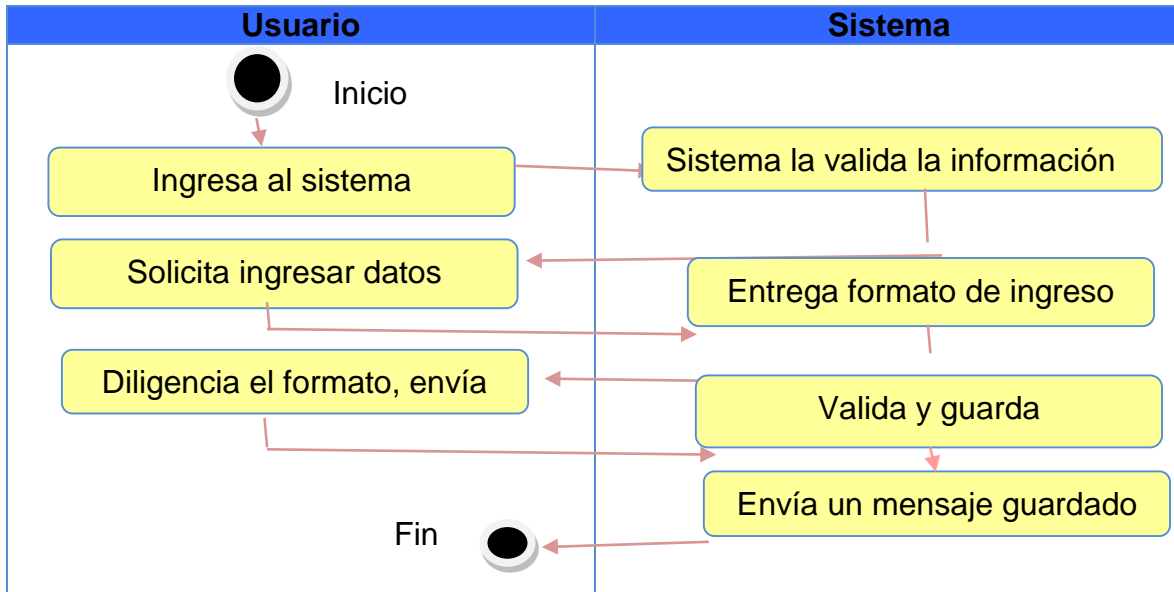 Usuario
Sistema
Inicio
Ingresa al sistema
Sistema la valida la información
Solicita ingresar datos
Entrega formato de ingreso
Diligencia el formato, envía
Valida y guarda
Envía un mensaje guardado
Fin